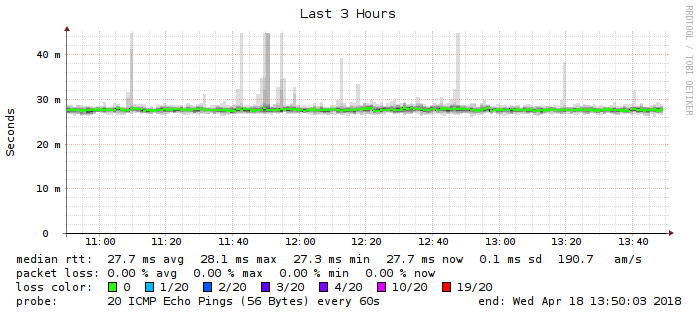 Last 3 Hours
RRDTOOL / TOBI OETIKER
Seconds
40 m
30 m
20 m
10 m
0
11:00 11:20 11:40 12:00 12:20 12:40 13:00 13:20 13:40
median rtt: 27.7 ms avg 28.1 ms max 27.3 ms min 27.7 ms now 0.1 ms sd 190.7 am/s
packet loss: 0.00 % avg 0.00 % max 0.00 % min 0.00 % now
loss color: 0 1/20 2/20 3/20 4/20 10/20 19/20
probe: 20 ICMP Echo Pings (56 Bytes) every 60s end: Wed Apr 18 13:50:03 2018